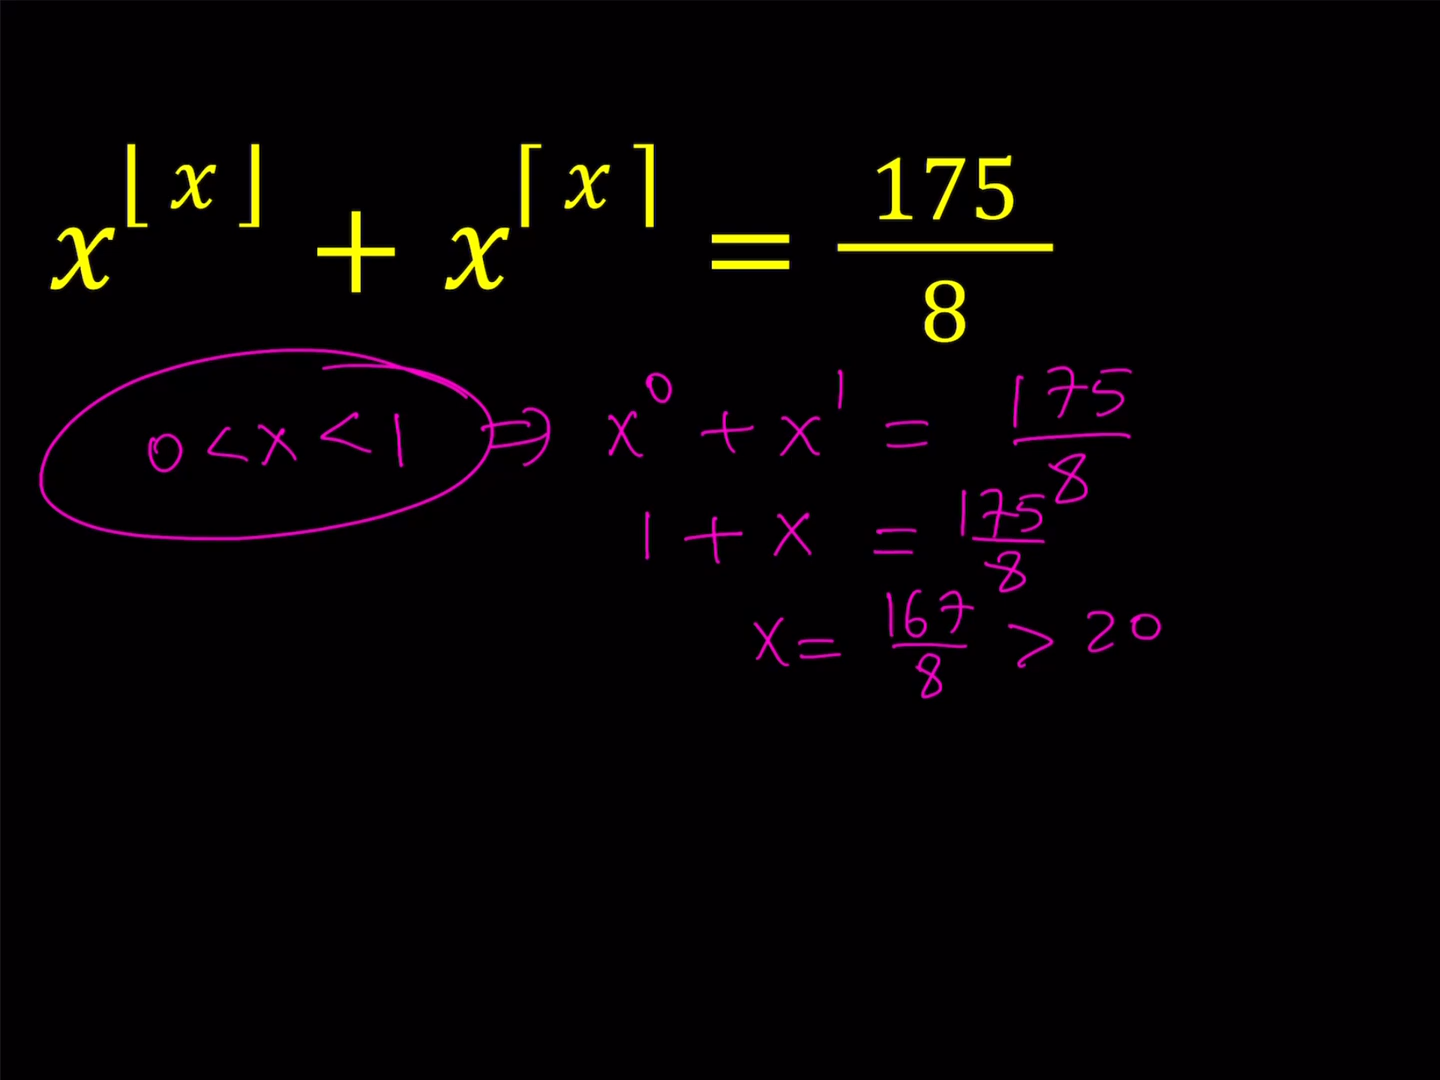 x^⌊x⌋ + x^⌈x⌉ = 175/8
0 < x < 1 ⇒ x^0 + x^1 = 175/8
1 + x = 175/8
x = 167/8 > 20